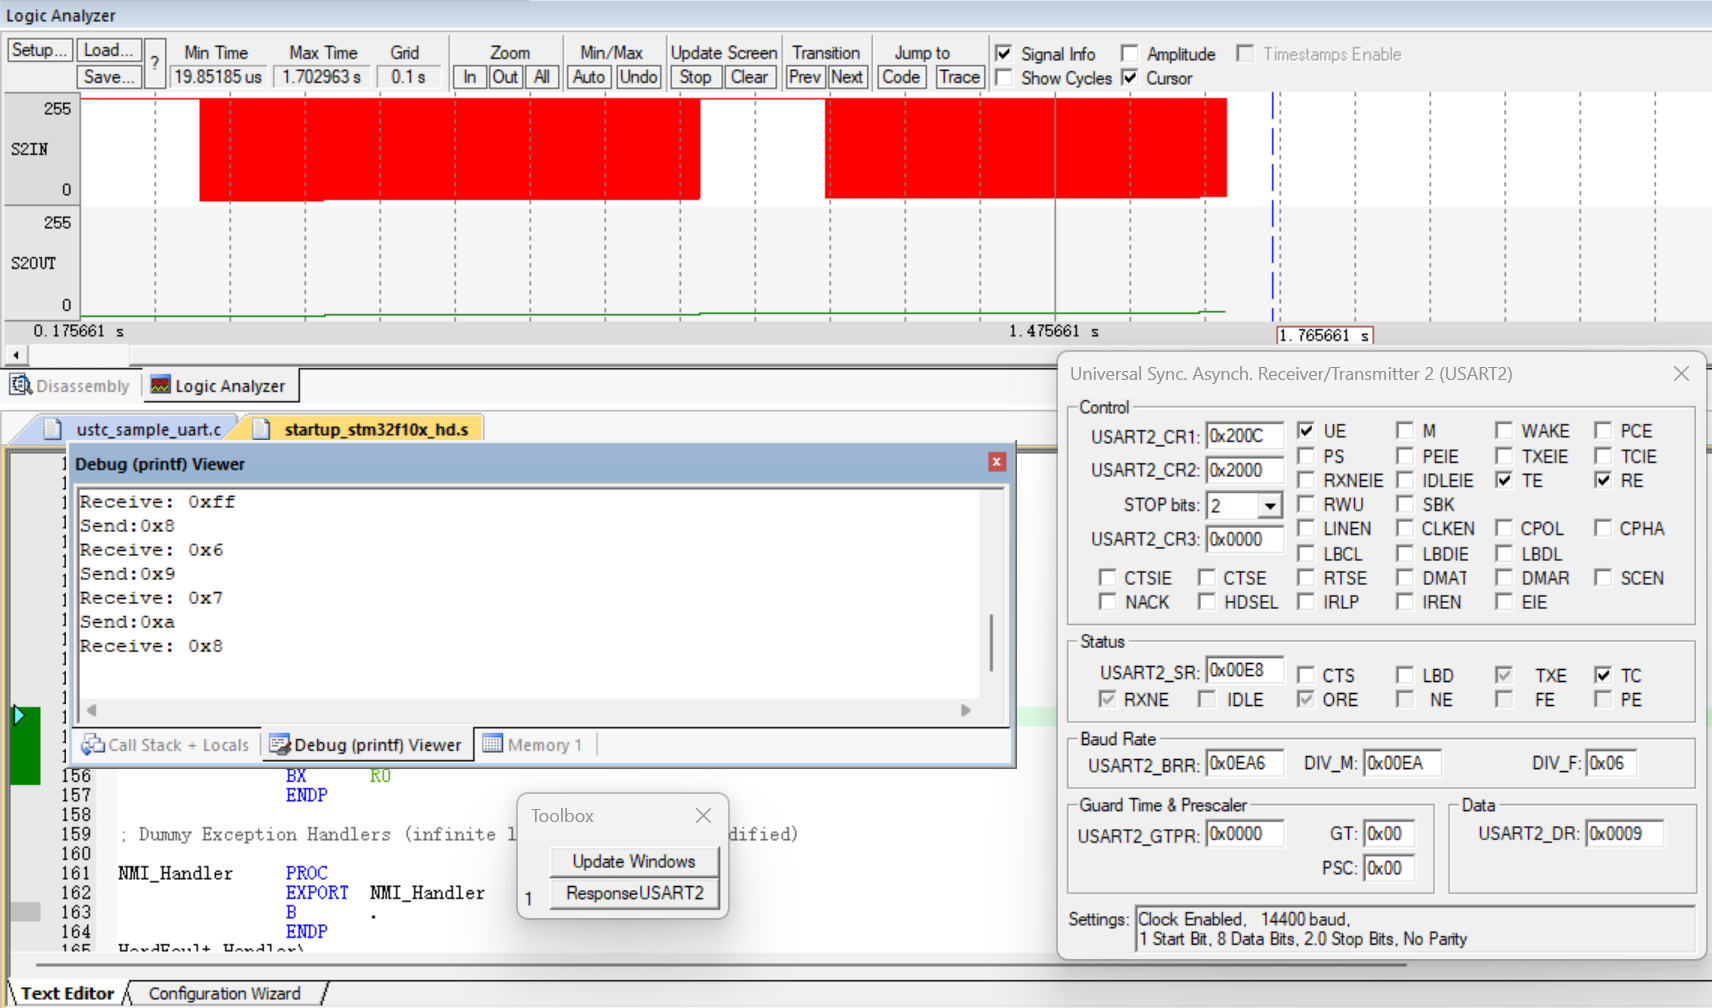 Logic Analyzer
Setup... Load... ? Min Time Max Time Grid Zoom Min/Max Update Screen Transition Jump to Signal Info Amplitude Timestamps Enable
Save... 19.85185 us 1.702963 s 0.1 s In Out All Auto Undo Stop Clear Prev Next Code Trace Show Cycles Cursor
255
S2IN
0
255
S2OUT
0
0.175661 s 1.475661 s 1.765661 s
Disassembly Logic Analyzer
ustc_sample_uart.c startup_stm32f10x_hd.s
Debug (printf) Viewer
Receive: 0xff
Send:0x8
Receive: 0x6
Send:0x9
Receive: 0x7
Send:0xa
Receive: 0x8
Call Stack + Locals Debug (printf) Viewer Memory 1
156 BX R0
157 ENDP
158
159 ; Dummy Exception Handlers (infinite l dified)
160
161 NMI_Handler PROC
162 EXPORT NMI_Handler
163 B .
164 ENDP
165 HardFault_Handler\
Text Editor Configuration Wizard
Toolbox
Update Windows
1 ResponseUSART2
Universal Sync. Asynch. Receiver/Transmitter 2 (USART2)
Control
USART2_CR1: 0x200C UE M WAKE PCE
PS PEIE TXEIE TCIE
USART2_CR2: 0x2000
RXNEIE IDLEIE TE RE
STOP bits: 2 RWU SBK
LINEN CLKEN CPOL CPHA
USART2_CR3: 0x0000
LBCL LBDIE LBDL
CTSIE CTSE RTSE DMAT DMAR SCEN
NACK HDSEL IRLP IREN EIE
Status
USART2_SR: 0x00E8 CTS LBD TXE TC
RXNE IDLE ORE NE FE PE
Baud Rate
USART2_BRR: 0x0EA6 DIV_M: 0x00EA DIV_F: 0x06
Guard Time & Prescaler
USART2_GTPR: 0x0000 GT: 0x00
PSC: 0x00
Data
USART2_DR: 0x0009
Settings: Clock Enabled, 14400 baud,
1 Start Bit, 8 Data Bits, 2.0 Stop Bits, No Parity